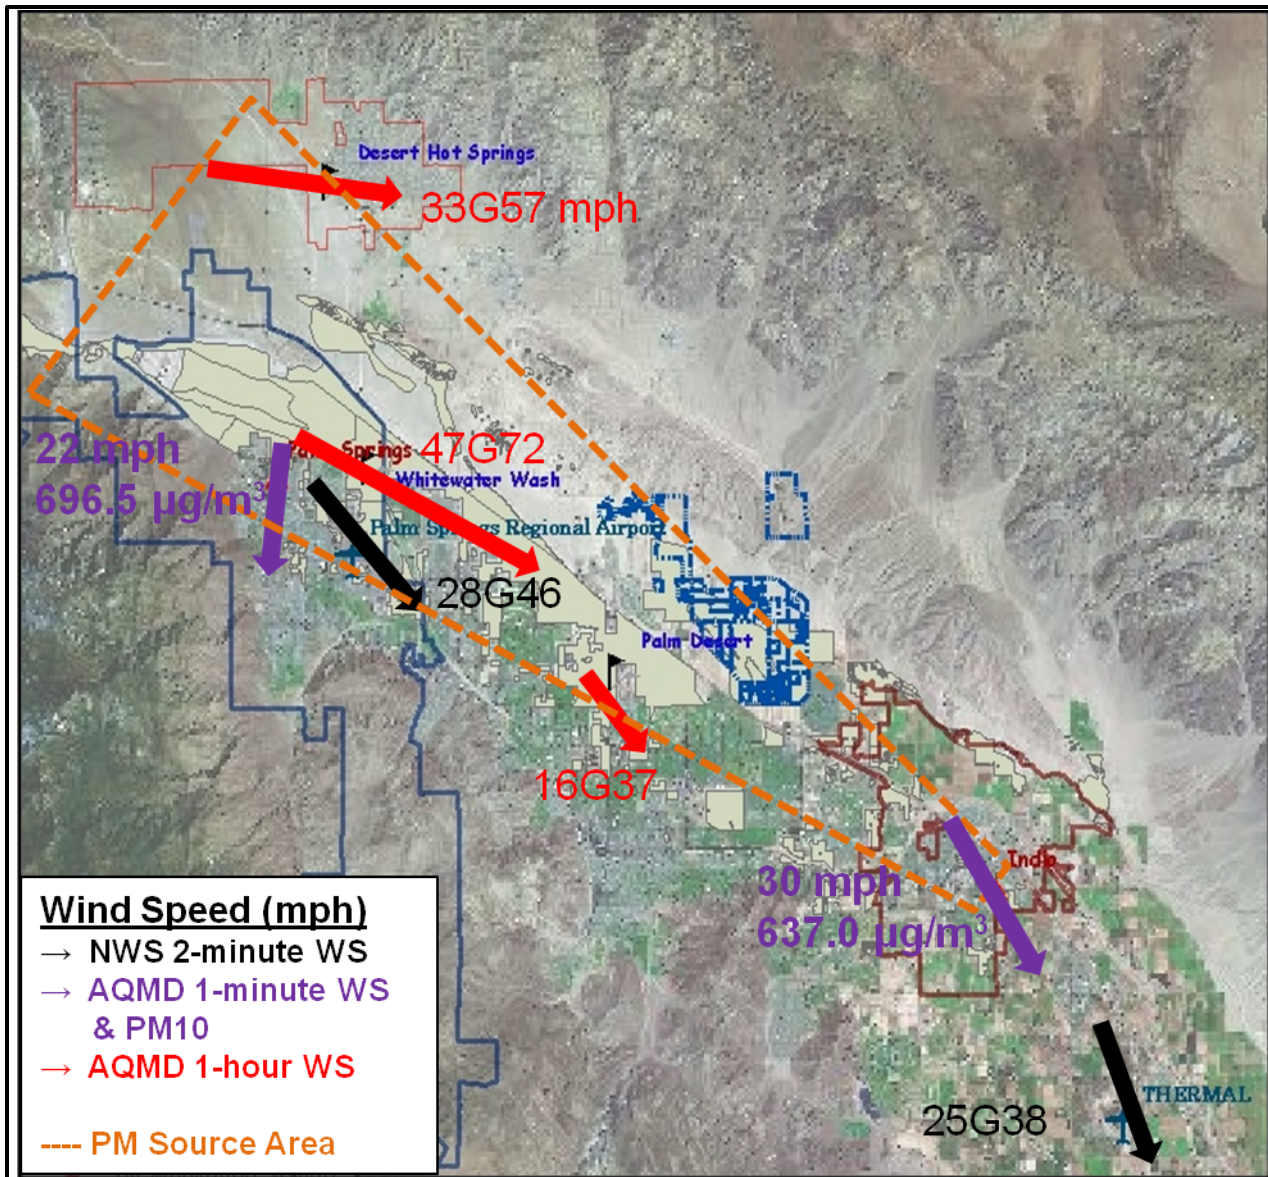 Desert Hot Springs
33G57 mph
22 mph
696.5 µg/m³
Springs
47G72
Whitewater Wash
Palm Springs Regional Airport
28G46
Palm Desert
16G37
Indio
30 mph
637.0 µg/m³
THERMAL
25G38
Wind Speed (mph)
→ NWS 2-minute WS
→ AQMD 1-minute WS
& PM10
→ AQMD 1-hour WS
---- PM Source Area